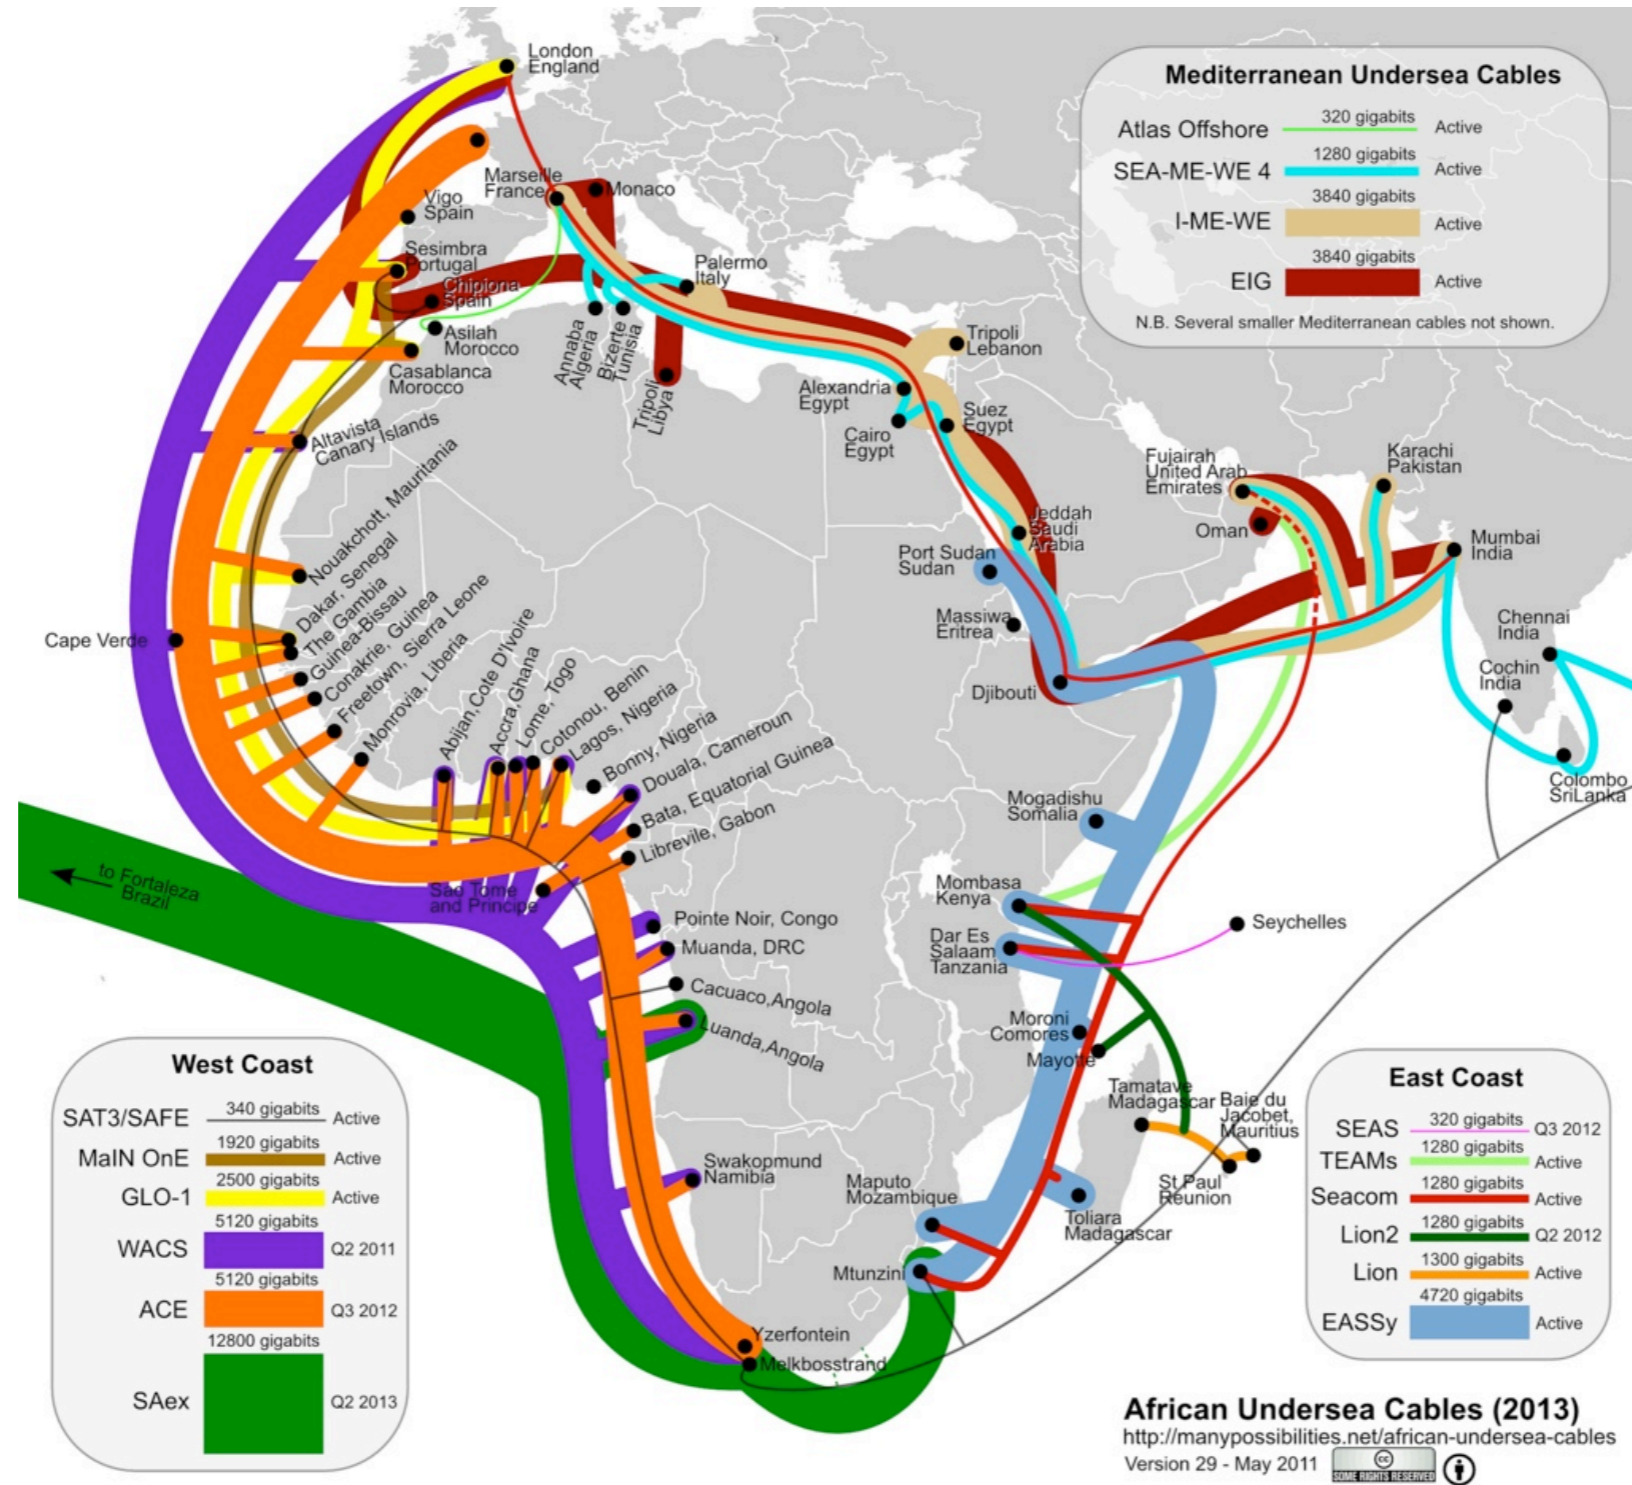 London
England
Marseille
France
Monaco
Vigo
Spain
Sesimbra
Portugal
Chipiona
Spain
Asilah
Morocco
Casablanca
Morocco
Palermo
Italy
Annaba
Algeria
Bizerte
Tunisia
Tripoli
Libya
Tripoli
Lebanon
Alexandria
Egypt
Cairo
Egypt
Suez
Egypt
Altavista
Canary Islands
Nouakchott, Mauritania
Dakar, Senegal
The Gambia
Guinea-Bissau
Conakrie, Guinea
Freetown, Sierra Leone
Monrovia, Liberia
Abijan,Cote D'Ivoire
Accra,Ghana
Lome, Togo
Cotonou, Benin
Lagos, Nigeria
Bonny, Nigeria
Douala, Cameroun
Bata, Equatorial Guinea
Librevile, Gabon
Cape Verde
Jeddah
Saudi
Arabia
Port Sudan
Sudan
Massiwa
Eritrea
Djibouti
Fujairah
United Arab
Emirates
Oman
Karachi
Pakistan
Mumbai
India
Chennai
India
Cochin
India
Colombo
SriLanka
Mogadishu
Somalia
Mombasa
Kenya
Dar Es
Salaam
Tanzania
Seychelles
Moroni
Comores
Mayotte
Tamatave
Madagascar
Baie du
Jacobet,
Mauritius
St Paul
Reunion
Toliara
Madagascar
Maputo
Mozambique
Mtunzini
Sao Tome
and Principe
Pointe Noir, Congo
Muanda, DRC
Cacuaco,Angola
Luanda,Angola
Swakopmund
Namibia
Yzerfontein
Melkbosstrand
to Fortaleza
Brazil
Mediterranean Undersea Cables
Atlas Offshore 320 gigabits Active
SEA-ME-WE 4 1280 gigabits Active
I-ME-WE 3840 gigabits Active
EIG 3840 gigabits Active
N.B. Several smaller Mediterranean cables not shown.
West Coast
SAT3/SAFE 340 gigabits Active
MaIN OnE 1920 gigabits Active
GLO-1 2500 gigabits Active
WACS 5120 gigabits Q2 2011
ACE 5120 gigabits Q3 2012
SAex 12800 gigabits Q2 2013
East Coast
SEAS 320 gigabits Q3 2012
TEAMs 1280 gigabits Active
Seacom 1280 gigabits Active
Lion2 1280 gigabits Q2 2012
Lion 1300 gigabits Active
EASSy 4720 gigabits Active
African Undersea Cables (2013)
http://manypossibilities.net/african-undersea-cables
Version 29 - May 2011
cc
SOME RIGHTS RESERVED